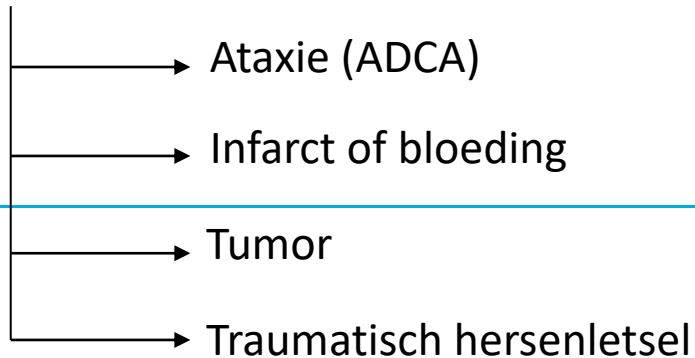 Ataxie (ADCA)
Infarct of bloeding
Tumor
Traumatisch hersenletsel